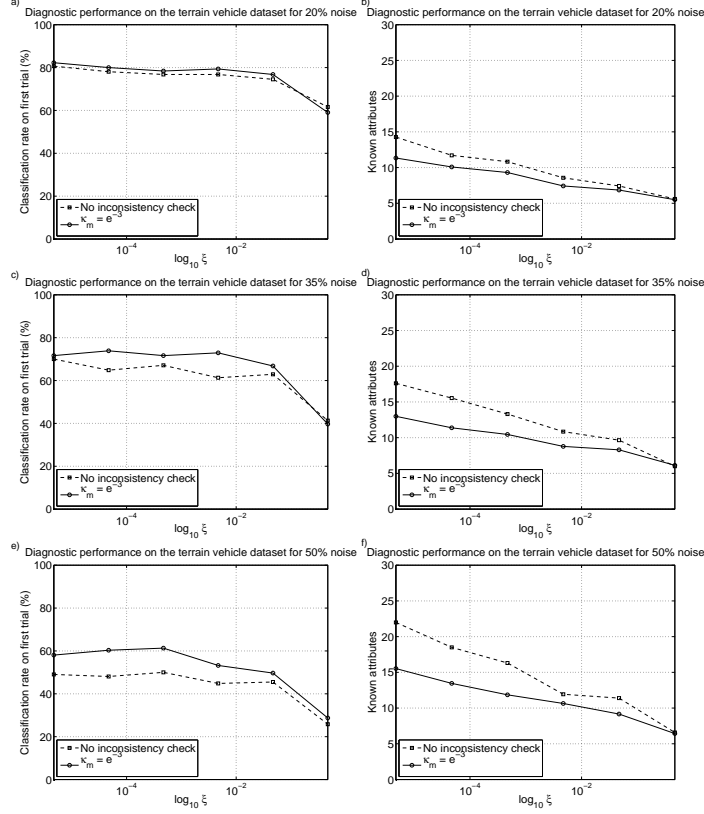 a) Diagnostic performance on the terrain vehicle dataset for 20% noise
Classification rate on first trial (%)
100
80
60
40
20
0
No inconsistency check
κm = e−3
10−4
10−2
log10 ξ
b) Diagnostic performance on the terrain vehicle dataset for 20% noise
Known attributes
30
25
20
15
10
5
0
No inconsistency check
κm = e−3
10−4
10−2
log10 ξ
c) Diagnostic performance on the terrain vehicle dataset for 35% noise
Classification rate on first trial (%)
100
80
60
40
20
0
No inconsistency check
κm = e−3
10−4
10−2
log10 ξ
d) Diagnostic performance on the terrain vehicle dataset for 35% noise
Known attributes
30
25
20
15
10
5
0
No inconsistency check
κm = e−3
10−4
10−2
log10 ξ
e) Diagnostic performance on the terrain vehicle dataset for 50% noise
Classification rate on first trial (%)
100
80
60
40
20
0
No inconsistency check
κm = e−3
10−4
10−2
log10 ξ
f) Diagnostic performance on the terrain vehicle dataset for 50% noise
Known attributes
30
25
20
15
10
5
0
No inconsistency check
κm = e−3
10−4
10−2
log10 ξ